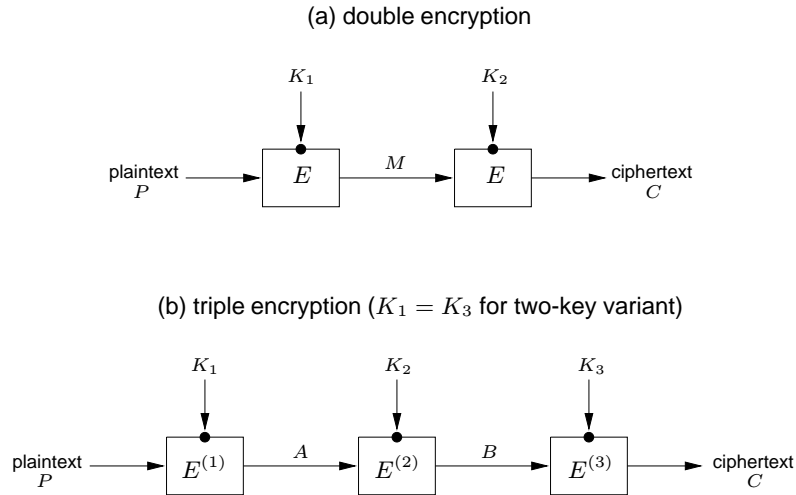 (a) double encryption
K₁ K₂
plaintext
P
E
M
E
ciphertext
C
(b) triple encryption (K₁ = K₃ for two-key variant)
K₁ K₂ K₃
plaintext
P
E⁽¹⁾
A
E⁽²⁾
B
E⁽³⁾
ciphertext
C